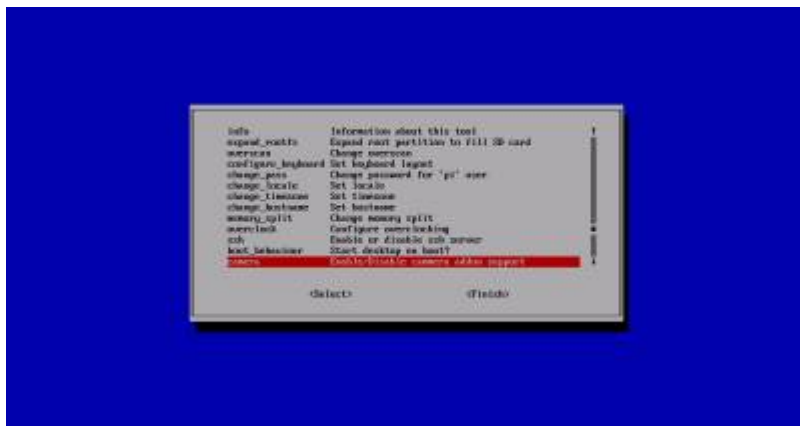 info Information about this tool
expand_rootfs Expand root partition to fill SD card
overscan Change overscan
configure_keyboard Set keyboard layout
change_pass Change password for 'pi' user
change_locale Set locale
change_timezone Set timezone
change_hostname Set hostname
memory_split Change memory split
overclock Configure overclocking
ssh Enable or disable ssh server
boot_behaviour Start desktop on boot?
camera Enable/Disable camera addon support
<Select> <Finish>